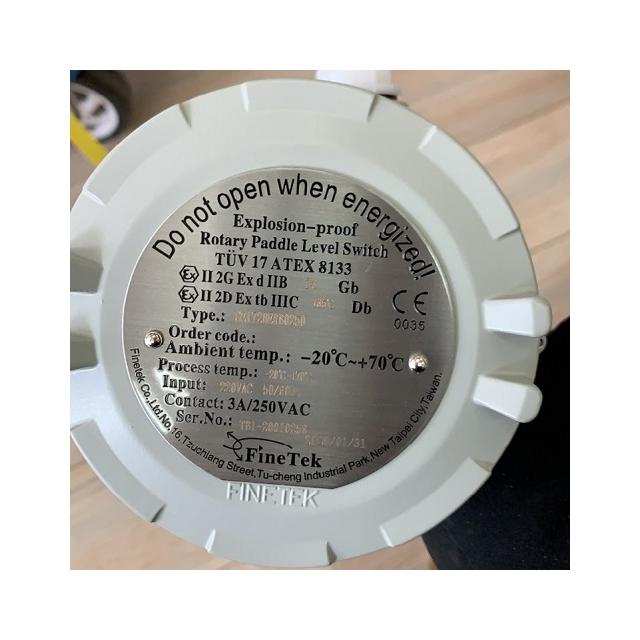 Do not open when energized!
Explosion-proof
Rotary Paddle Level Switch
TÜV 17 ATEX 8133
Ex II 2G Ex d IIB Gb
Ex II 2D Ex tb IIIC Db
CE
0035
Type.:
Order code.:
Ambient temp.: -20℃~+70℃
Process temp.:
Input: 220VAC
Contact: 3A/250VAC
Ser.No.:
FineTek
Finetek Co.,Ltd.No.16,Tzuchiang Street,Tu-cheng Industrial Park,New Taipei City,Taiwan.
FINETEK